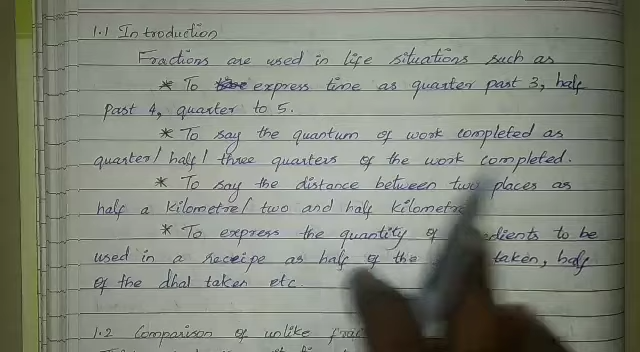 1.1 Introduction
Fractions are used in life situations such as
* To express time as quarter past 3, half
past 4, quarter to 5.
* To say the quantum of work completed as
quarter/ half/ three quarters of the work completed.
* To say the distance between two places as
half a kilometre/ two and half kilometre
* To express the quantity of edients to be
used in a receipe as half of the taken, half
of the dhal taken etc.
1.2 Comparison of unlike frac